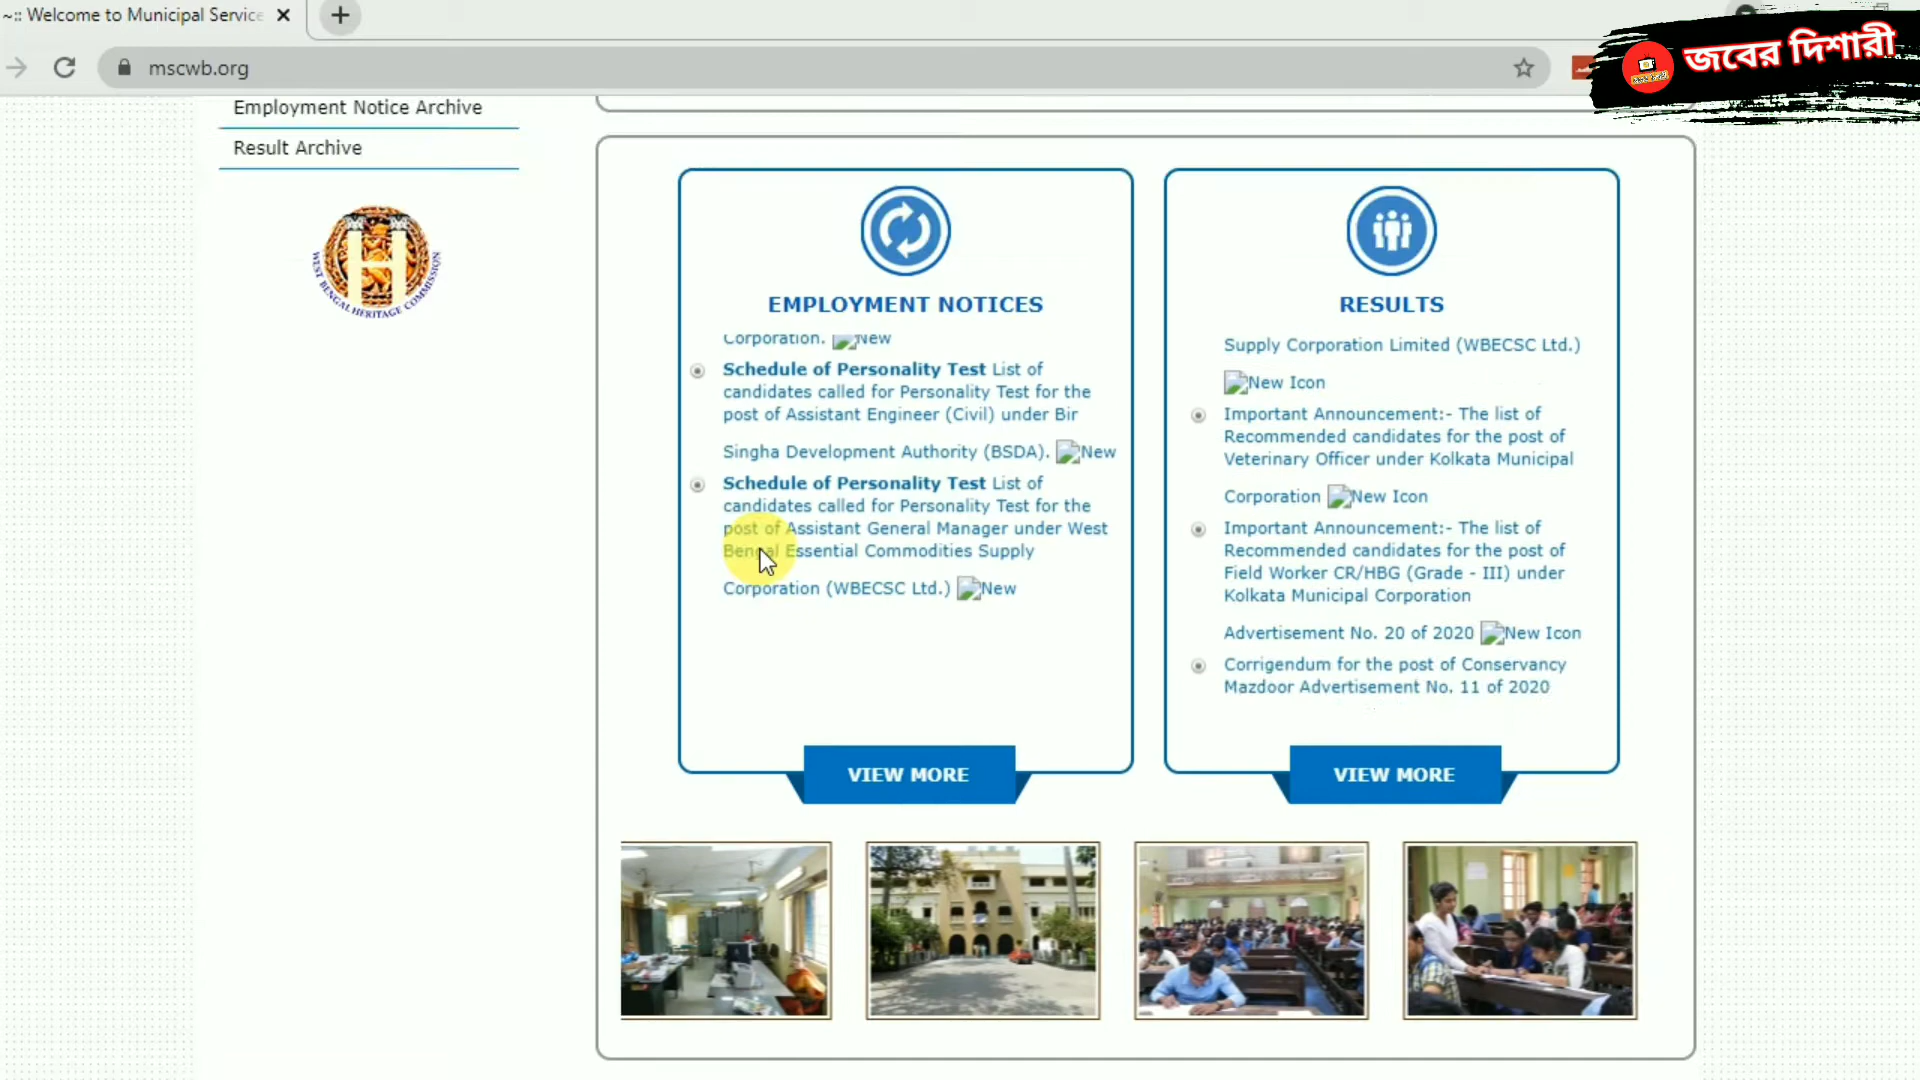 ~:: Welcome to Municipal Service
mscwb.org
জবের দিশারী
Employment Notice Archive
Result Archive
WEST BENGAL HERITAGE COMMISSION
EMPLOYMENT NOTICES
Corporation. New
Schedule of Personality Test List of
candidates called for Personality Test for the
post of Assistant Engineer (Civil) under Bir
Singha Development Authority (BSDA). New
Schedule of Personality Test List of
candidates called for Personality Test for the
post of Assistant General Manager under West
Bengal Essential Commodities Supply
Corporation (WBECSC Ltd.) New
VIEW MORE
RESULTS
Supply Corporation Limited (WBECSC Ltd.)
New Icon
Important Announcement:- The list of
Recommended candidates for the post of
Veterinary Officer under Kolkata Municipal
Corporation New Icon
Important Announcement:- The list of
Recommended candidates for the post of
Field Worker CR/HBG (Grade - III) under
Kolkata Municipal Corporation
Advertisement No. 20 of 2020 New Icon
Corrigendum for the post of Conservancy
Mazdoor Advertisement No. 11 of 2020
VIEW MORE